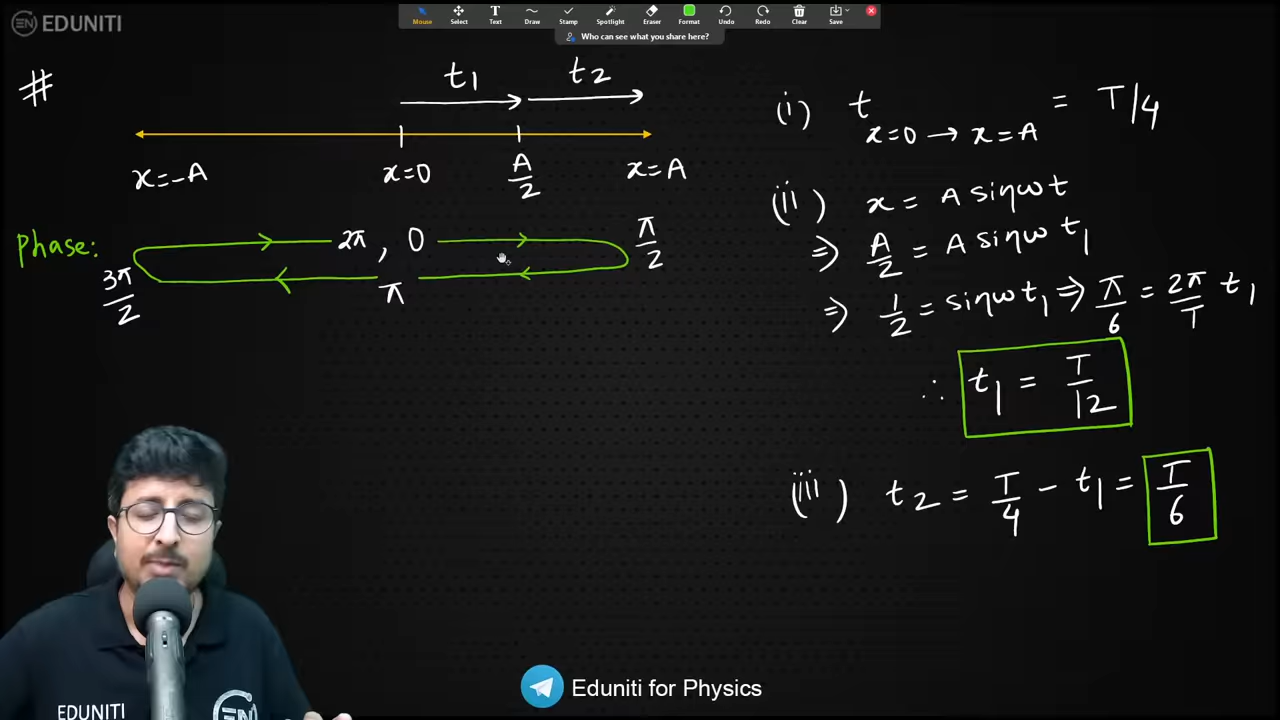 EDUNITI
Mouse Select Text Draw Stamp Spotlight Eraser Format Undo Redo Clear Save
Who can see what you share here?
#
t₁ t₂
x=-A x=0 A/2 x=A
Phase: 2π, 0 π/2
3π/2 π
(i) t x=0 → x=A = T/4
(ii) x = A sinωt
⇒ A/2 = A sinωt₁
⇒ 1/2 = sinωt₁ ⇒ π/6 = 2π/T t₁
∴ t₁ = T/12
(iii) t₂ = T/4 - t₁ = T/6
Eduniti for Physics
EDUNITI
EN